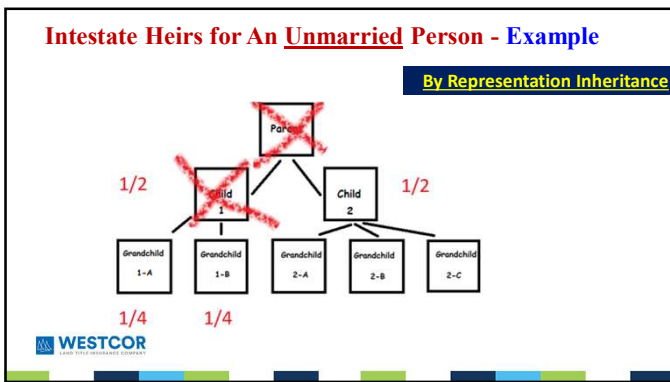 Intestate Heirs for An Unmarried Person - Example
By Representation Inheritance
Parent
1/2
Child
1
Child
2
1/2
Grandchild
1-A
Grandchild
1-B
Grandchild
2-A
Grandchild
2-B
Grandchild
2-C
1/4
1/4
WESTCOR
LAND TITLE INSURANCE COMPANY